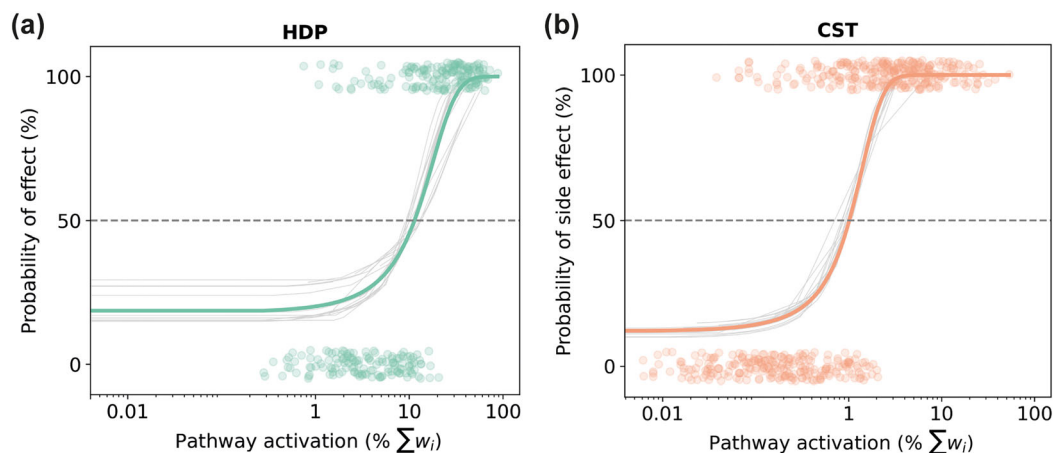 (a)
HDP
Probability of effect (%)
100
50
0
0.01
1
10
100
Pathway activation (% ∑wᵢ)
(b)
CST
Probability of side effect (%)
100
50
0
0.01
1
10
100
Pathway activation (% ∑wᵢ)